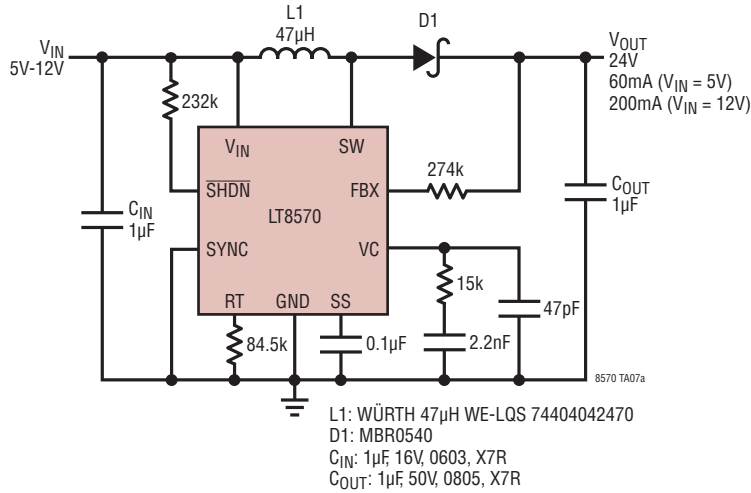 L1
47µH
D1
VIN
5V-12V
VOUT
24V
60mA (VIN = 5V)
200mA (VIN = 12V)
232k
VIN
SW
SHDN
FBX
274k
LT8570
CIN
1µF
COUT
1µF
SYNC
VC
15k
47pF
RT
GND
SS
84.5k
0.1µF
2.2nF
8570 TA07a
L1: WÜRTH 47µH WE-LQS 74404042470
D1: MBR0540
CIN: 1µF, 16V, 0603, X7R
COUT: 1µF, 50V, 0805, X7R